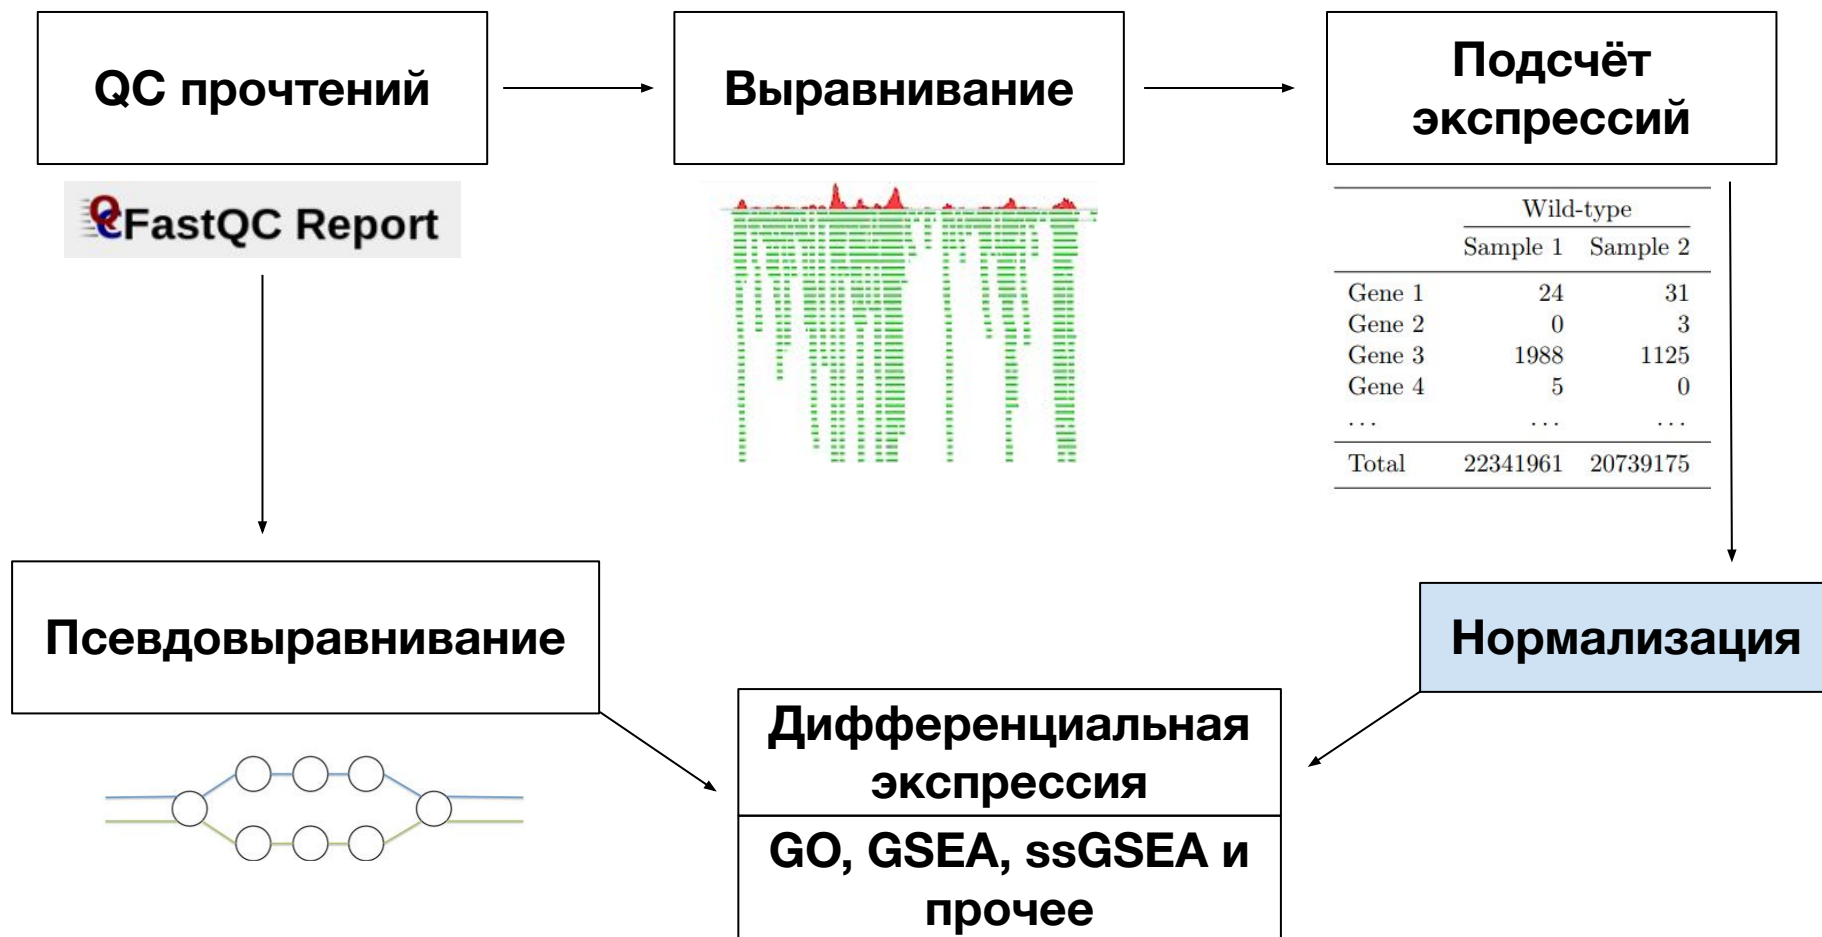 QC прочтений
Выравнивание
Подсчёт
экспрессий
QC FastQC Report
Wild-type
Sample 1 Sample 2
Gene 1 24 31
Gene 2 0 3
Gene 3 1988 1125
Gene 4 5 0
... ... ...
Total 22341961 20739175
Псевдовыравнивание
Нормализация
Дифференциальная
экспрессия
GO, GSEA, ssGSEA и
прочее